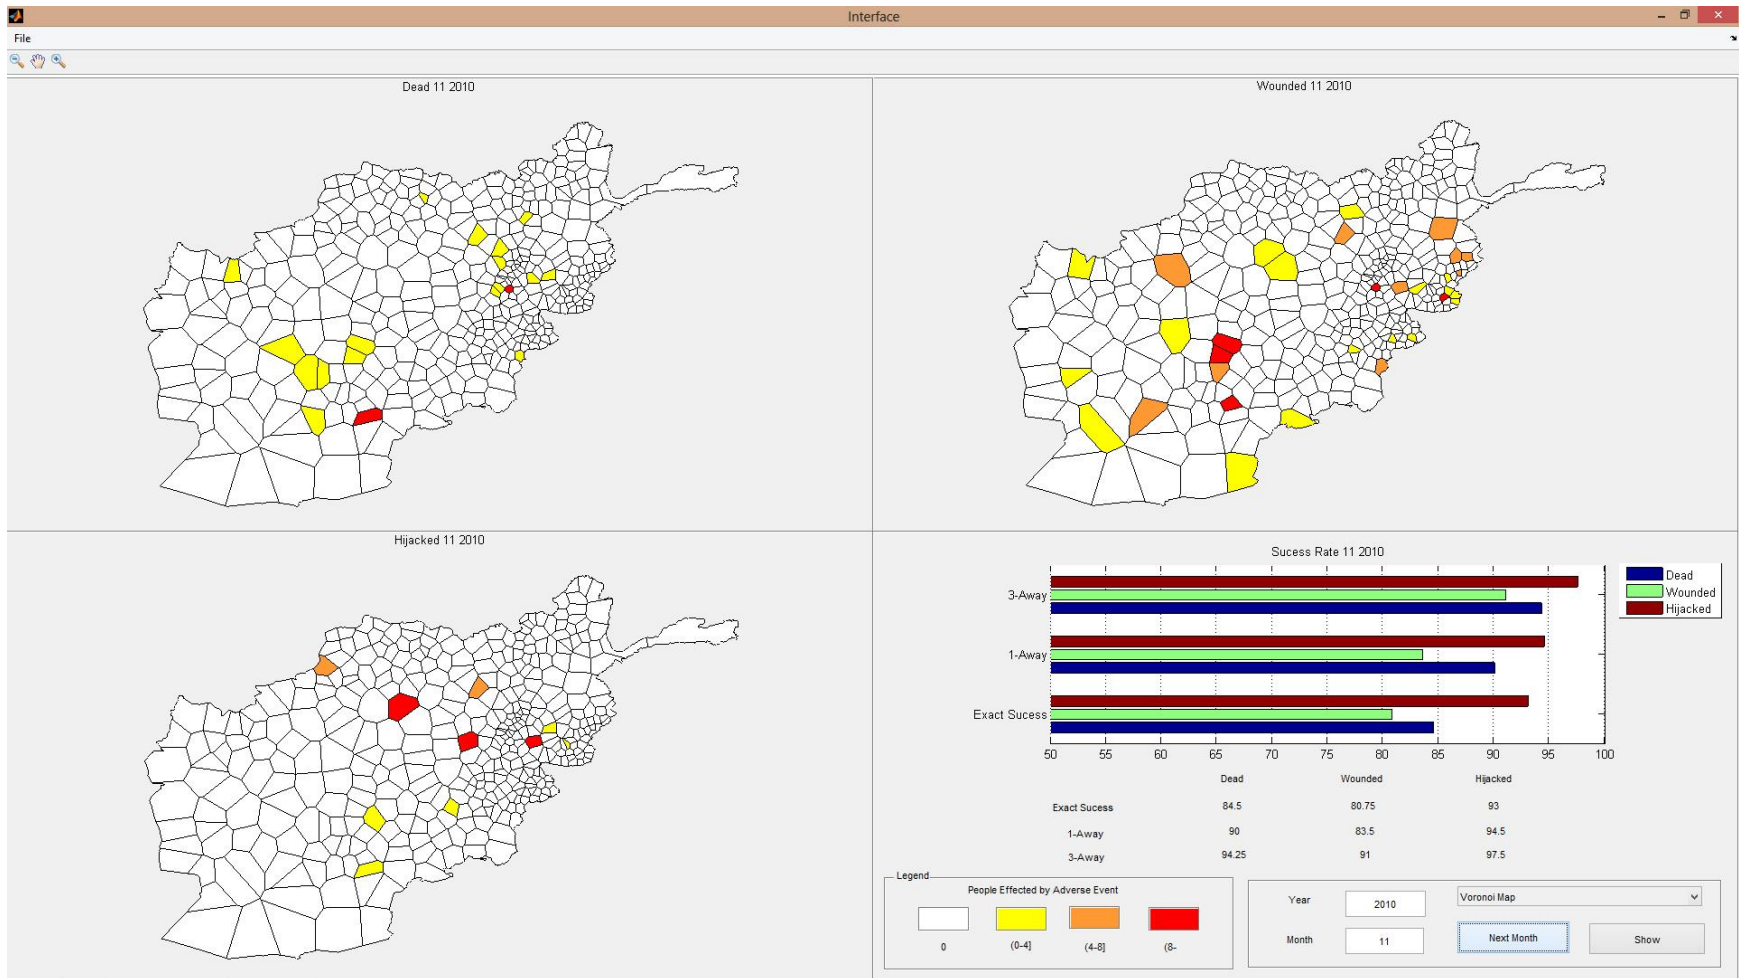 Interface
File
Dead 11 2010
Wounded 11 2010
Hijacked 11 2010
Sucess Rate 11 2010
Dead
Wounded
Hijacked
3-Away
1-Away
Exact Sucess
50 55 60 65 70 75 80 85 90 95 100
Dead Wounded Hijacked
Exact Sucess 84.5 80.75 93
1-Away 90 83.5 94.5
3-Away 94.25 91 97.5
Legend
People Effected by Adverse Event
0 (0-4] (4-8] (8-
Year 2010 Voronoi Map
Month 11 Next Month Show